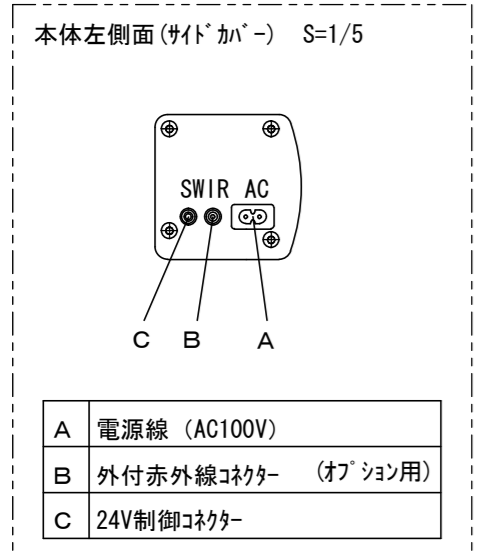 本体左側面(ｻｲﾄﾞｶﾊﾞｰ) S=1/5
SWIR AC
C B A
A 電源線 (AC100V)
B 外付赤外線ｺﾈｸﾀｰ (ｵﾌﾟｼｮﾝ用)
C 24V制御ｺﾈｸﾀｰ